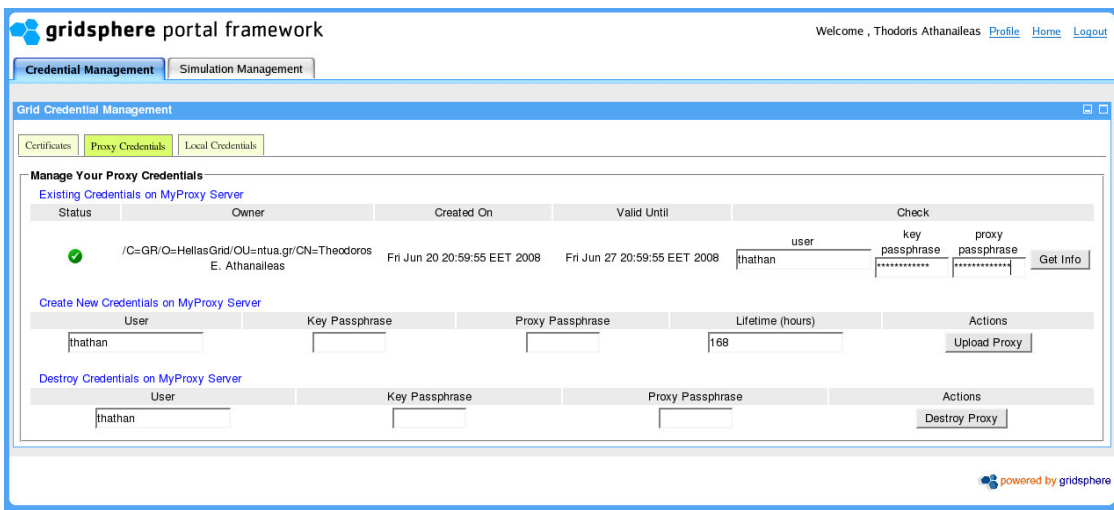 gridsphere portal framework
Welcome , Thodoris Athanaileas Profile Home Logout
Credential Management Simulation Management
Grid Credential Management
Certificates Proxy Credentials Local Credentials
Manage Your Proxy Credentials
Existing Credentials on MyProxy Server
Status Owner Created On Valid Until Check
user key passphrase proxy passphrase
/C=GR/O=HellasGrid/OU=ntua.gr/CN=Theodoros
E. Athanaileas
Fri Jun 20 20:59:55 EET 2008 Fri Jun 27 20:59:55 EET 2008 thathan ************ ************* Get Info
Create New Credentials on MyProxy Server
User Key Passphrase Proxy Passphrase Lifetime (hours) Actions
thathan 168 Upload Proxy
Destroy Credentials on MyProxy Server
User Key Passphrase Proxy Passphrase Actions
thathan Destroy Proxy
powered by gridsphere